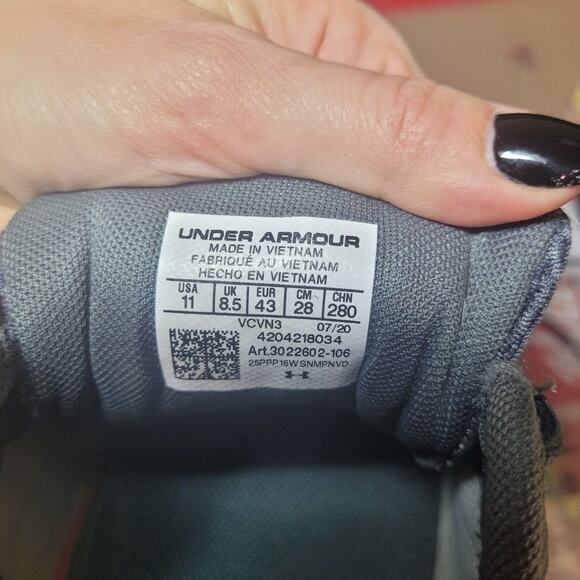 UNDER ARMOUR
MADE IN VIETNAM
FABRIQUÉ AU VIETNAM
HECHO EN VIETNAM
USA UK EUR CM CHN
11 8.5 43 28 280
VCVN3 07/20
4204218034
Art.3022602-106
25PPP16WSNMPNVD